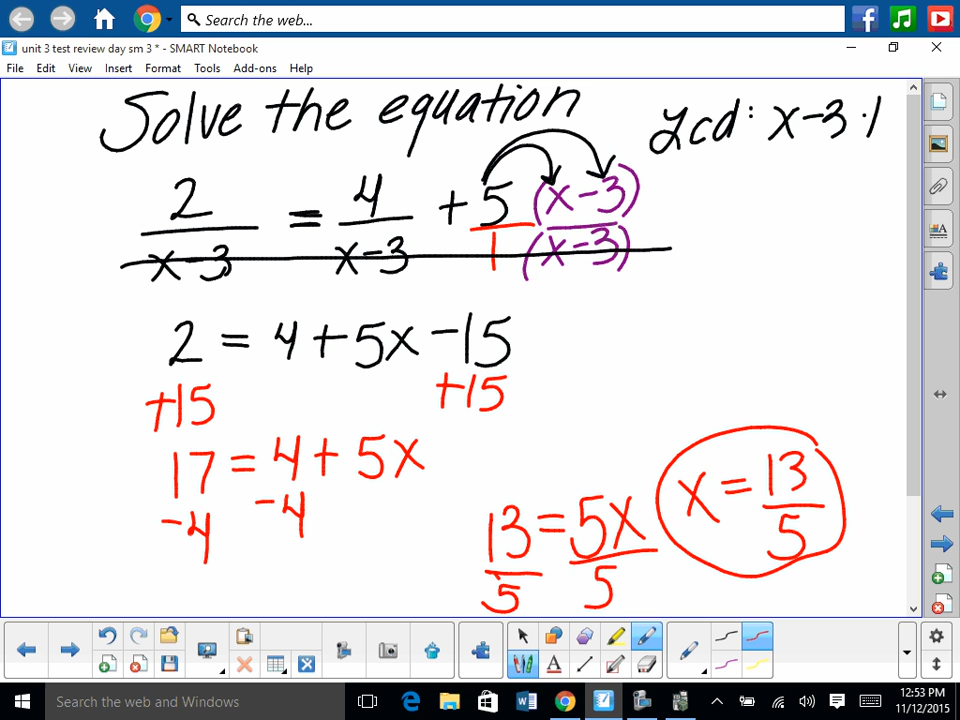 Search the web...
unit 3 test review day sm 3 * - SMART Notebook
File Edit View Insert Format Tools Add-ons Help
Solve the equation
Lcd: x-3·1
2/(x-3) = 4/(x-3) + 5/1 (x-3)/(x-3)
2 = 4 + 5x - 15
+15 +15
17 = 4 + 5x
-4 -4
13/5 = 5x/5
x = 13/5
Search the web and Windows
12:53 PM
11/12/2015